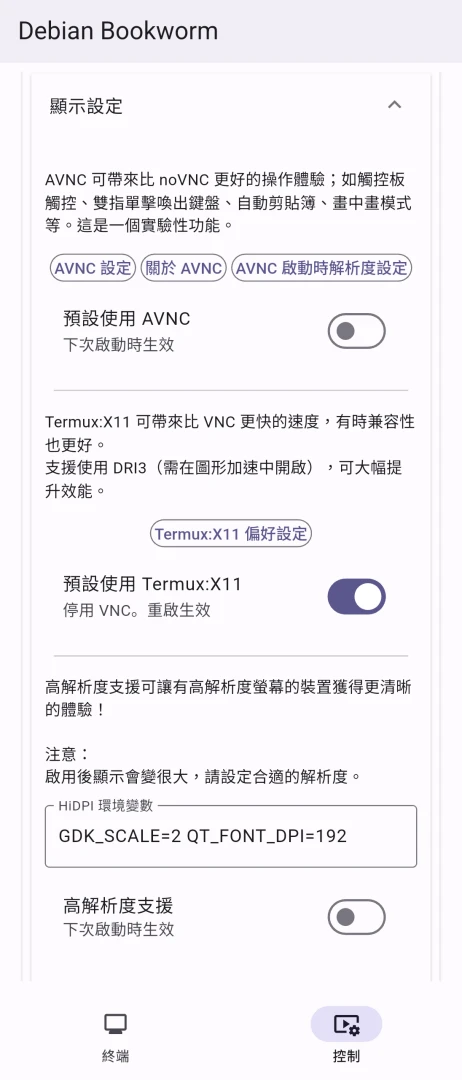 Debian Bookworm
顯示設定
AVNC 可帶來比 noVNC 更好的操作體驗；如觸控板
觸控、雙指單擊喚出鍵盤、自動剪貼簿、畫中畫模式
等。這是一個實驗性功能。
AVNC 設定 關於 AVNC AVNC 啟動時解析度設定
預設使用 AVNC
下次啟動時生效
Termux:X11 可帶來比 VNC 更快的速度，有時兼容性
也更好。
支援使用 DRI3（需在圖形加速中開啟），可大幅提
升效能。
Termux:X11 偏好設定
預設使用 Termux:X11
停用 VNC。重啟生效
高解析度支援可讓有高解析度螢幕的裝置獲得更清晰
的體驗！
注意：
啟用後顯示會變很大，請設定合適的解析度。
HiDPI 環境變數
GDK_SCALE=2 QT_FONT_DPI=192
高解析度支援
下次啟動時生效
終端 控制